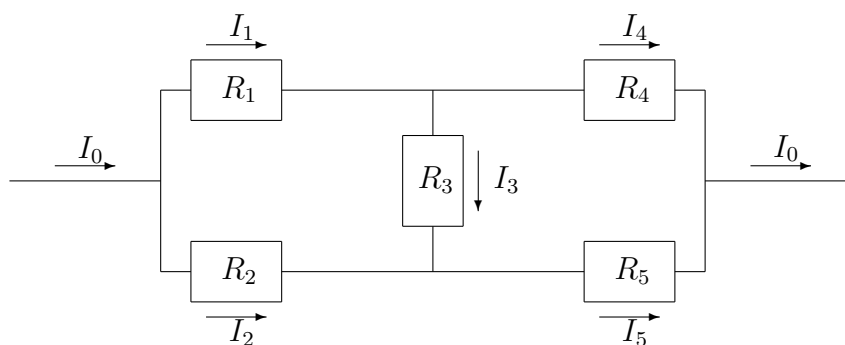 I₁ I₄
R₁ R₄
I₀ R₃ I₃ I₀
R₂ R₅
I₂ I₅